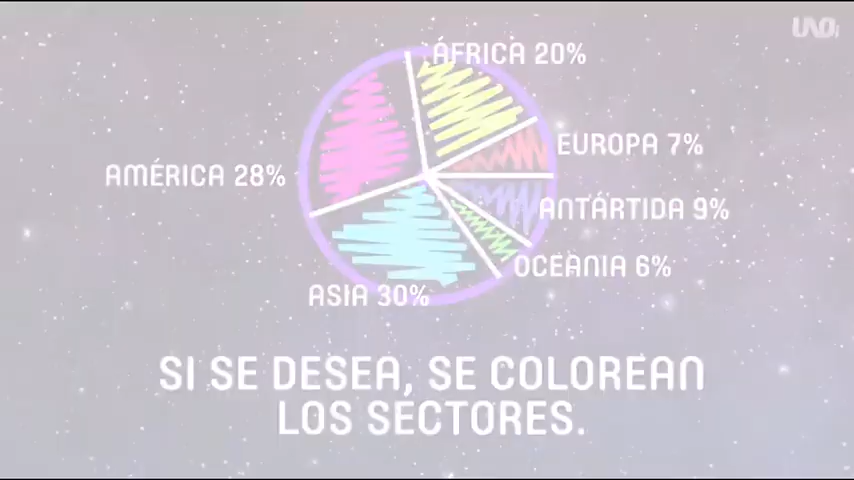 UNOi
ÁFRICA 20%
EUROPA 7%
AMÉRICA 28%
ANTÁRTIDA 9%
OCEANIA 6%
ASIA 30%
SI SE DESEA, SE COLOREAN
LOS SECTORES.